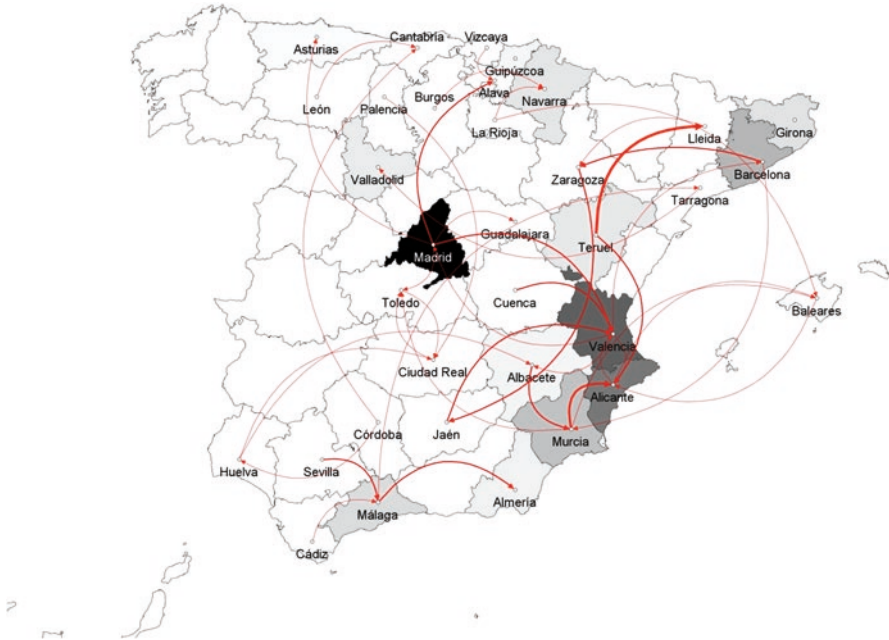 Cantabria
Vizcaya
Asturias
Guipúzcoa
Alava
León
Palencia
Burgos
Navarra
La Rioja
Lleida
Girona
Valladolid
Zaragoza
Barcelona
Tarragona
Guadalajara
Madrid
Teruel
Toledo
Cuenca
Baleares
Valencia
Ciudad Real
Albacete
Alicante
Córdoba
Jaén
Murcia
Huelva
Sevilla
Málaga
Almería
Cádiz